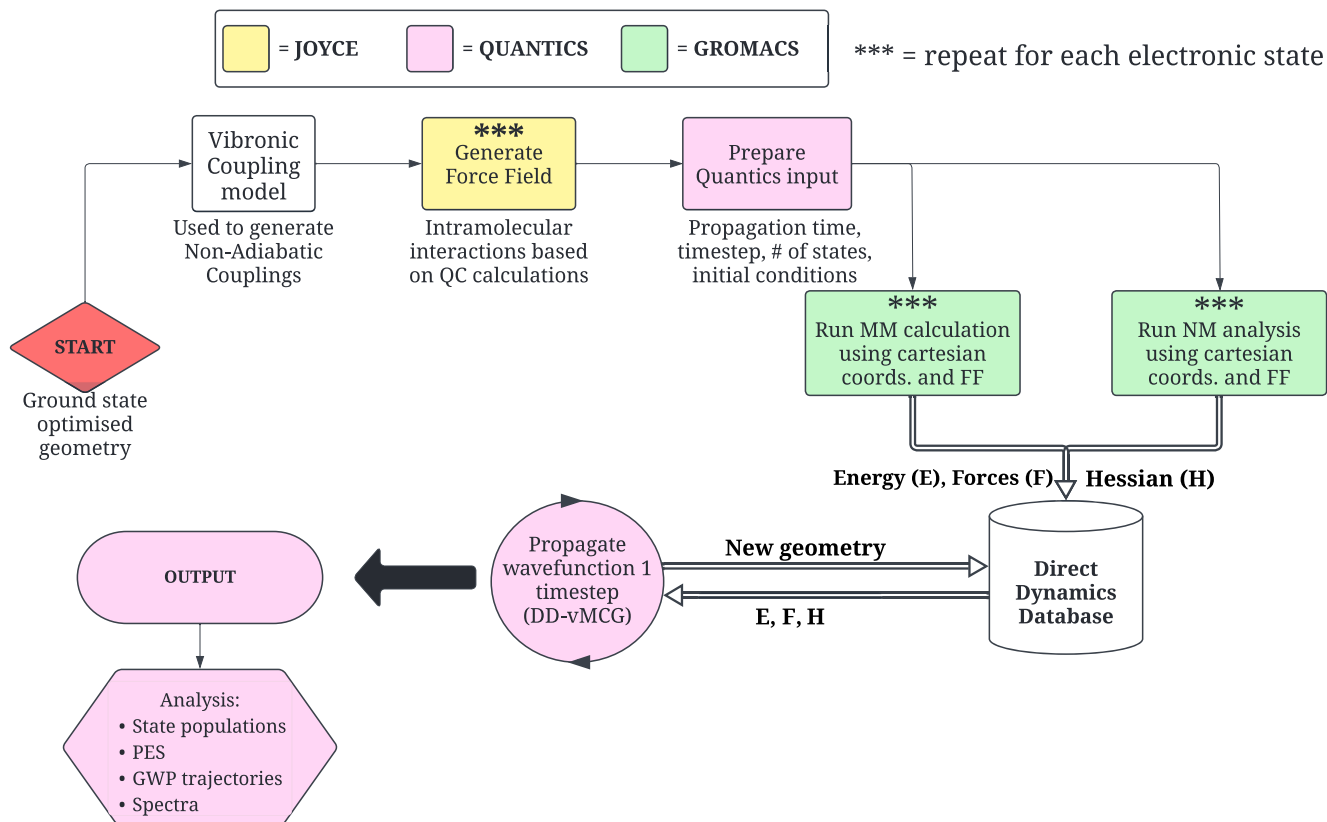 = JOYCE
= QUANTICS
= GROMACS
*** = repeat for each electronic state
Vibronic
Coupling
model
Used to generate
Non-Adiabatic
Couplings
***
Generate
Force Field
Intramolecular
interactions based
on QC calculations
Prepare
Quantics input
Propagation time,
timestep, # of states,
initial conditions
START
Ground state
optimised
geometry
***
Run MM calculation
using cartesian
coords. and FF
***
Run NM analysis
using cartesian
coords. and FF
Energy (E), Forces (F)
Hessian (H)
Direct
Dynamics
Database
New geometry
E, F, H
Propagate
wavefunction 1
timestep
(DD-vMCG)
OUTPUT
Analysis:
• State populations
• PES
• GWP trajectories
• Spectra